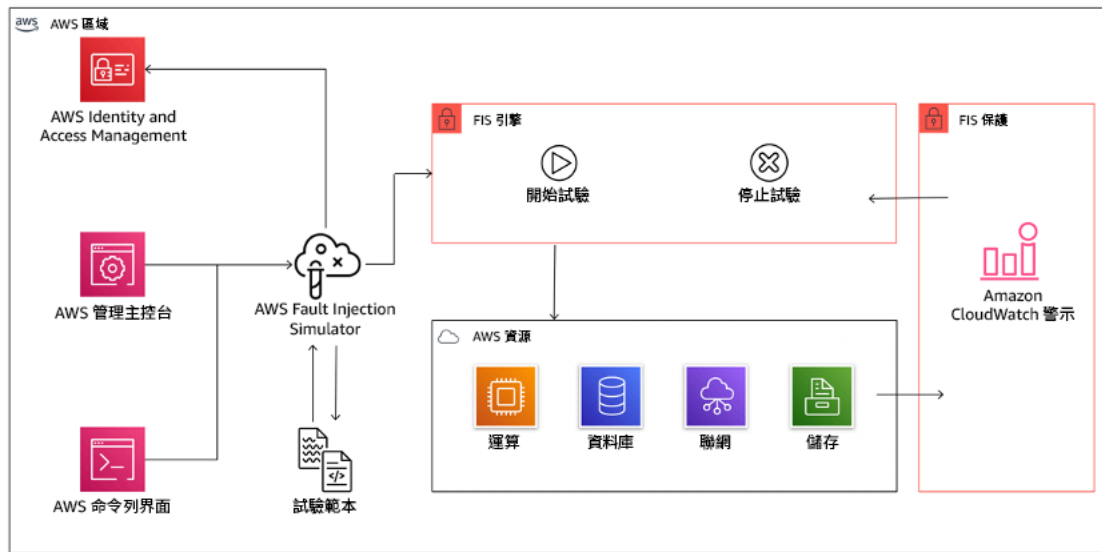 aws AWS 區域
AWS Identity and
Access Management
AWS 管理主控台
AWS 命令列界面
AWS Fault Injection
Simulator
試驗範本
FIS 引擎
開始試驗
停止試驗
AWS 資源
運算
資料庫
聯網
儲存
FIS 保護
Amazon
CloudWatch 警示